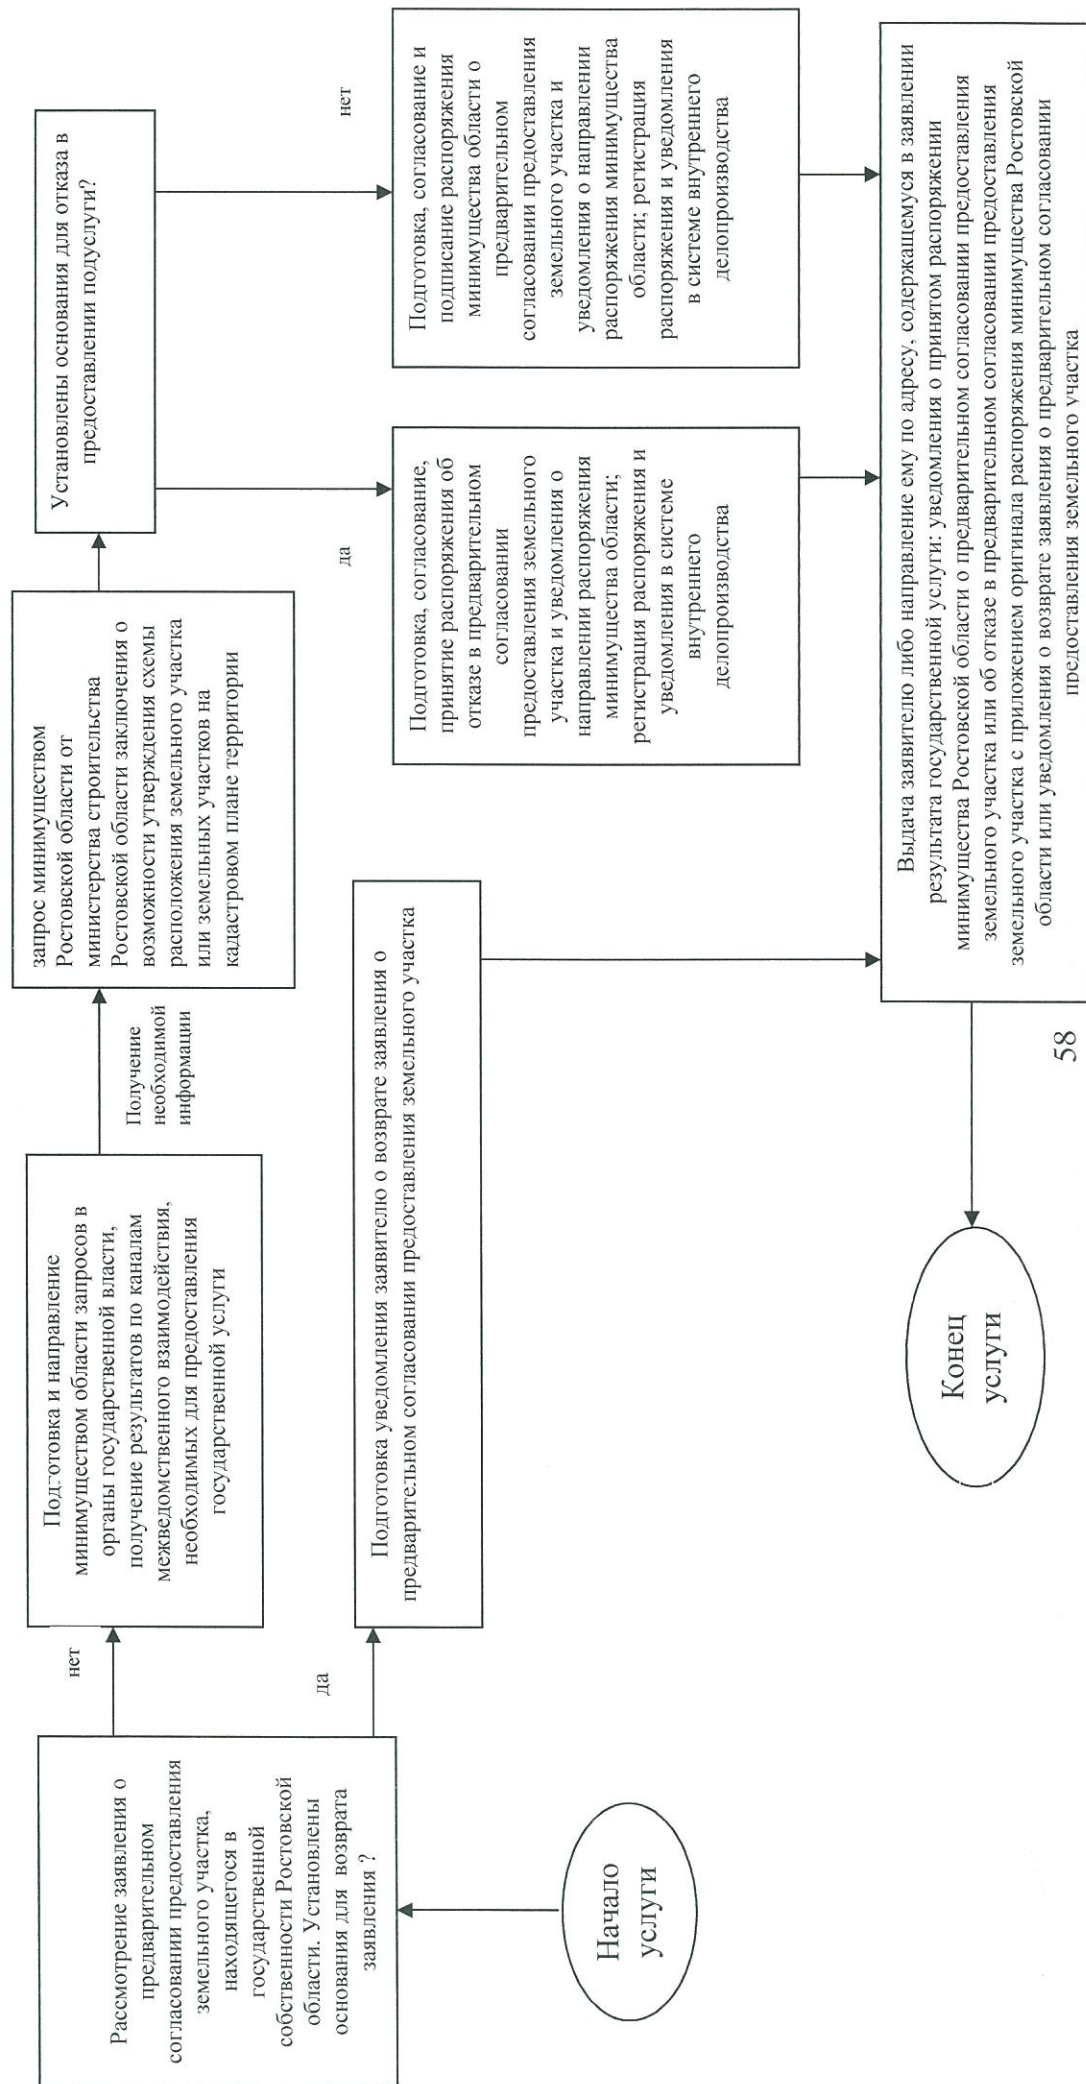 Рассмотрение заявления о
предварительном
согласовании предоставления
земельного участка,
находящегося в
государственной
собственности Ростовской
области. Установлены
основания для возврата
заявления ?
Начало
услуги
нет
да
Подготовка и направление
минимуществом области запросов в
органы государственной власти,
получение результатов по каналам
межведомственного взаимодействия,
необходимых для предоставления
государственной услуги
Получение
необходимой
информации
запрос минимуществом
Ростовской области от
министерства строительства
Ростовской области заключения о
возможности утверждения схемы
расположения земельного участка
или земельных участков на
кадастровом плане территории
Установлены основания для отказа в
предоставлении подуслуги?
Подготовка уведомления заявителю о возврате заявления о
предварительном согласовании предоставления земельного участка
да
нет
Подготовка, согласование,
принятие распоряжения об
отказе в предварительном
согласовании
предоставления земельного
участка и уведомления о
направлении распоряжения
минимущества области;
регистрация распоряжения и
уведомления в системе
внутреннего
делопроизводства
Подготовка, согласование и
подписание распоряжения
минимущества области о
предварительном
согласовании предоставления
земельного участка и
уведомления о направлении
распоряжения минимущества
области; регистрация
распоряжения и уведомления
в системе внутреннего
делопроизводства
Выдача заявителю либо направление ему по адресу, содержащемуся в заявлении
результата государственной услуги: уведомления о принятом распоряжении
минимущества Ростовской области о предварительном согласовании предоставления
земельного участка или об отказе в предварительном согласовании предоставления
земельного участка с приложением оригинала распоряжения минимущества Ростовской
области или уведомления о возврате заявления о предварительном согласовании
предоставления земельного участка
Конец
услуги
58